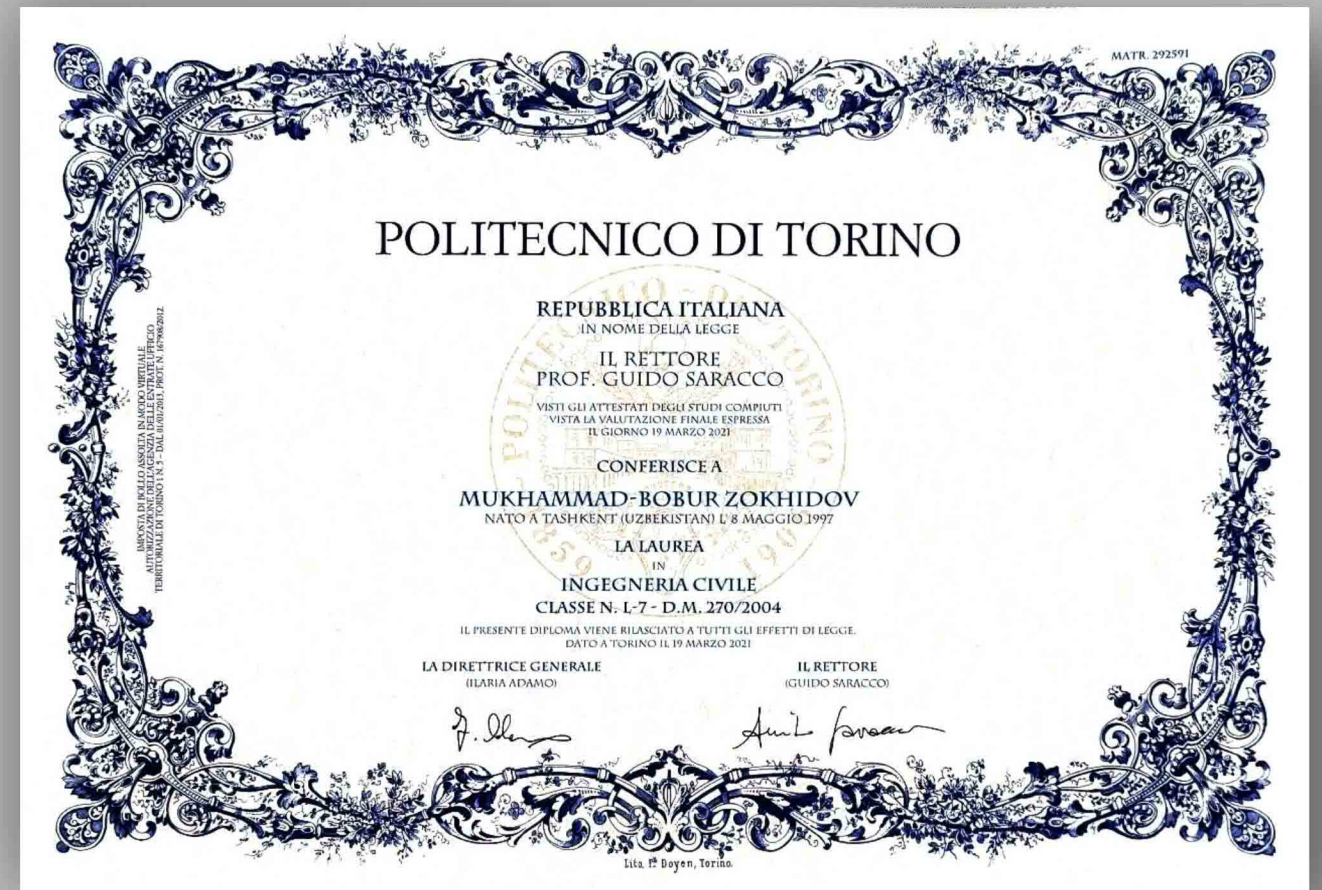 MATR. 292591
POLITECNICO DI TORINO
REPUBBLICA ITALIANA
IN NOME DELLA LEGGE
IL RETTORE
PROF. GUIDO SARACCO
VISTI GLI ATTESTATI DEGLI STUDI COMPIUTI
VISTA LA VALUTAZIONE FINALE ESPRESSA
IL GIORNO 19 MARZO 2021
CONFERISCE A
MUKHAMMAD-BOBUR ZOKHIDOV
NATO A TASHKENT (UZBEKISTAN) L' 8 MAGGIO 1997
LA LAUREA
IN
INGEGNERIA CIVILE
CLASSE N. L-7 - D.M. 270/2004
IL PRESENTE DIPLOMA VIENE RILASCIATO A TUTTI GLI EFFETTI DI LEGGE.
DATO A TORINO IL 19 MARZO 2021
LA DIRETTRICE GENERALE
(ILARIA ADAMO)
IL RETTORE
(GUIDO SARACCO)
IMPOSTA DI BOLLO ASSOLTA IN MODO VIRTUALE
AUTORIZZAZIONE DELL'AGENZIA DELLE ENTRATE UFFICIO
TERRITORIALE DI TORINO 1 N. 5 - DAL 01/01/2013, PROT. N. 167908/2012.
POLITECNICO - DI TORINO
1859
1906
Doyen, Torino.